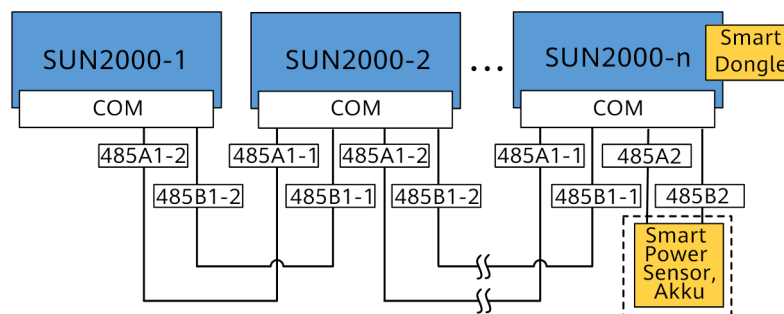 SUN2000-1
SUN2000-2
...
SUN2000-n
Smart
Dongle
COM
COM
COM
485A1-2
485A1-1
485A1-2
485A1-1
485A2
485B1-2
485B1-1
485B1-2
485B1-1
485B2
Smart
Power
Sensor,
Akku